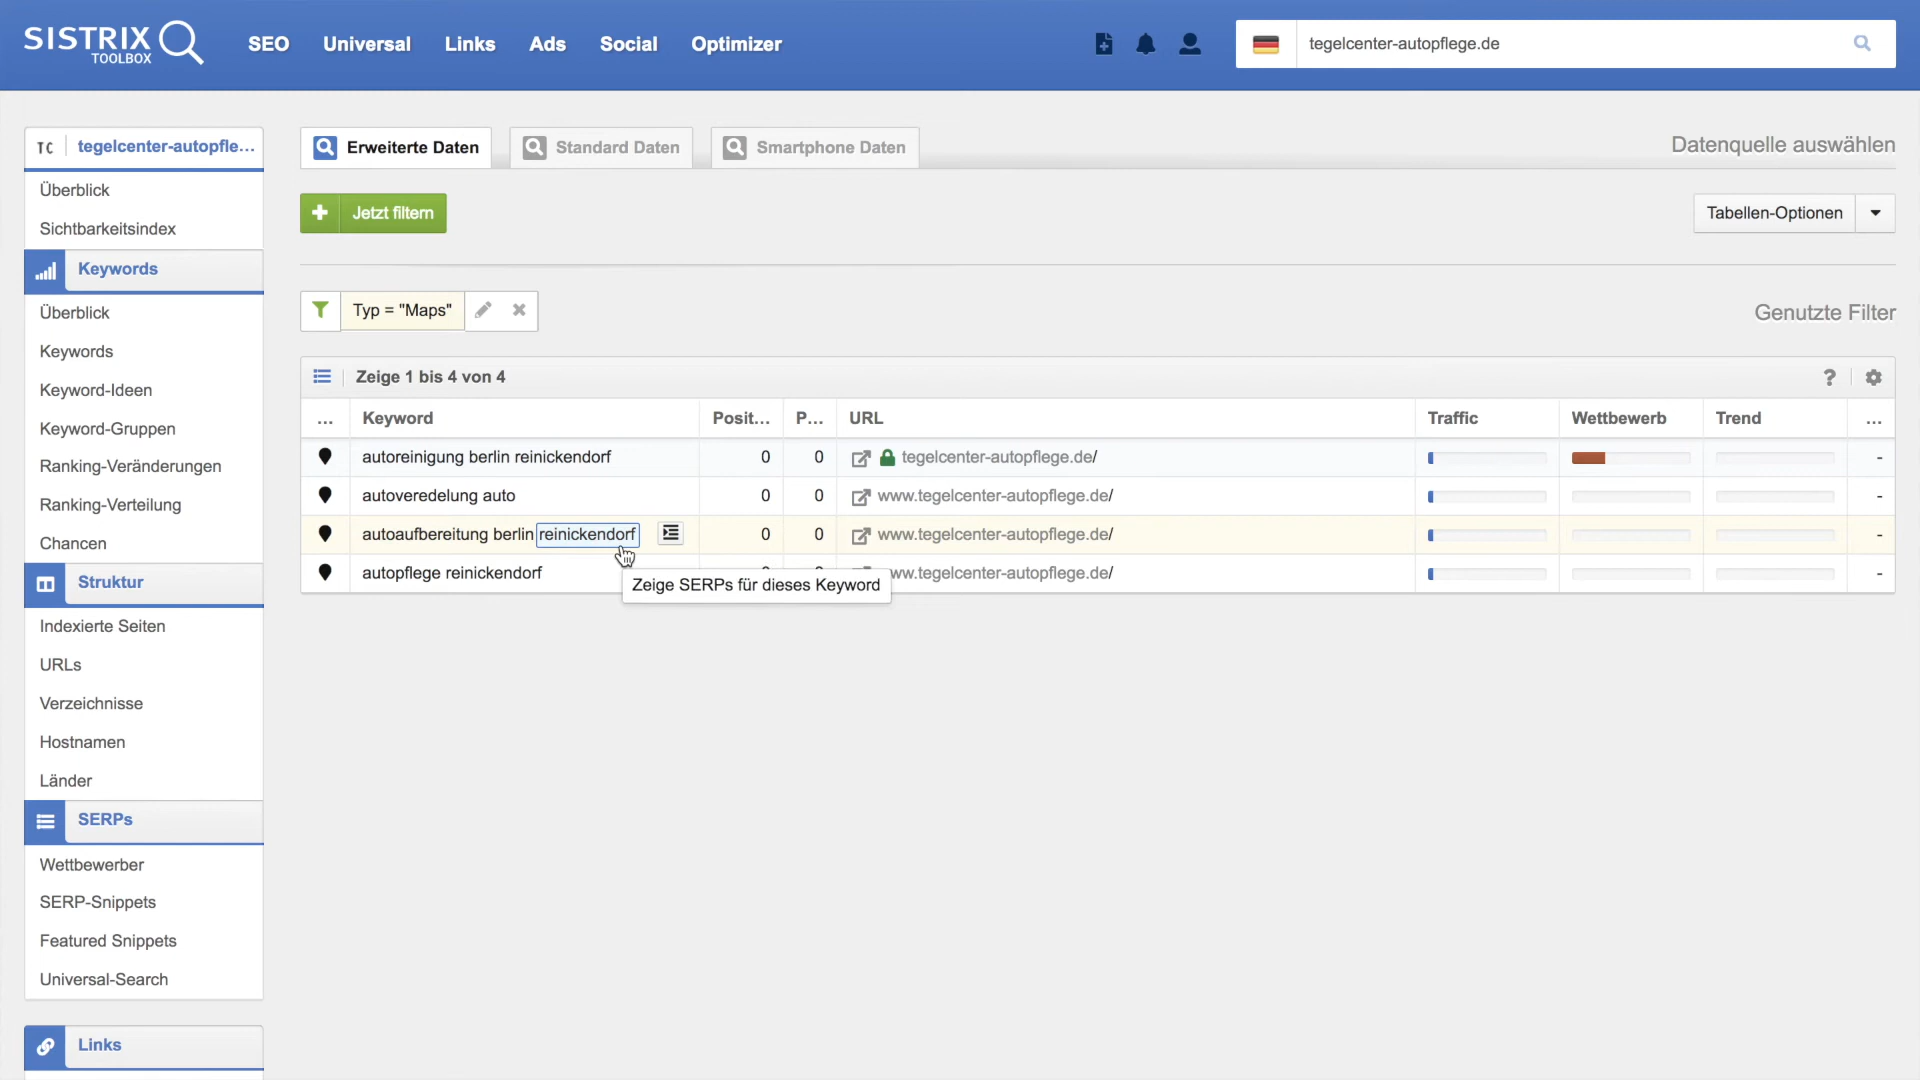 SISTRIX TOOLBOX
SEO Universal Links Ads Social Optimizer
tegelcenter-autopflege.de
TC tegelcenter-autopfle...
Überblick
Sichtbarkeitsindex
Keywords
Überblick
Keywords
Keyword-Ideen
Keyword-Gruppen
Ranking-Veränderungen
Ranking-Verteilung
Chancen
Struktur
Indexierte Seiten
URLs
Verzeichnisse
Hostnamen
Länder
SERPs
Wettbewerber
SERP-Snippets
Featured Snippets
Universal-Search
Links
Erweiterte Daten Standard Daten Smartphone Daten Datenquelle auswählen
+ Jetzt filtern Tabellen-Optionen
Typ = "Maps" Genutzte Filter
Zeige 1 bis 4 von 4 ?
... Keyword Posit... P... URL Traffic Wettbewerb Trend ...
autoreinigung berlin reinickendorf 0 0 tegelcenter-autopflege.de/ -
autoveredelung auto 0 0 www.tegelcenter-autopflege.de/ -
autoaufbereitung berlin reinickendorf 0 0 www.tegelcenter-autopflege.de/ -
autopflege reinickendorf ww.tegelcenter-autopflege.de/ -
Zeige SERPs für dieses Keyword